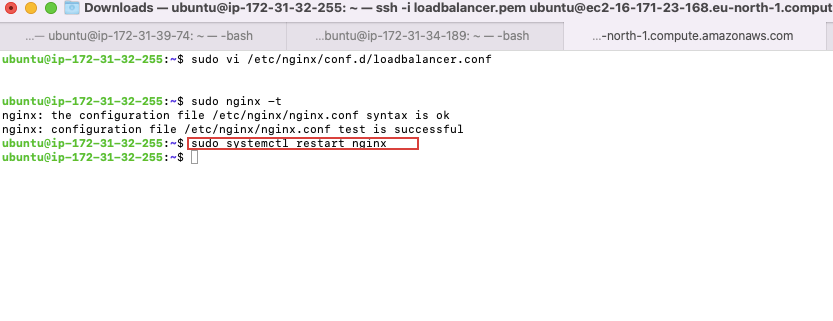 Downloads — ubuntu@ip-172-31-32-255: ~ — ssh -i loadbalancer.pem ubuntu@ec2-16-171-23-168.eu-north-1.comput
...— ubuntu@ip-172-31-39-74: ~ — -bash
...buntu@ip-172-31-34-189: ~ — -bash
...-north-1.compute.amazonaws.com
ubuntu@ip-172-31-32-255:~$ sudo vi /etc/nginx/conf.d/loadbalancer.conf
ubuntu@ip-172-31-32-255:~$ sudo nginx -t
nginx: the configuration file /etc/nginx/nginx.conf syntax is ok
nginx: configuration file /etc/nginx/nginx.conf test is successful
ubuntu@ip-172-31-32-255:~$ sudo systemctl restart nginx
ubuntu@ip-172-31-32-255:~$